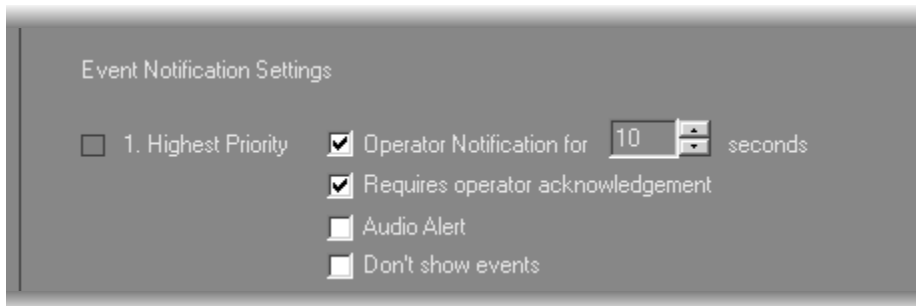 Event Notification Settings
1. Highest Priority Operator Notification for 10 seconds
Requires operator acknowledgement
Audio Alert
Don't show events